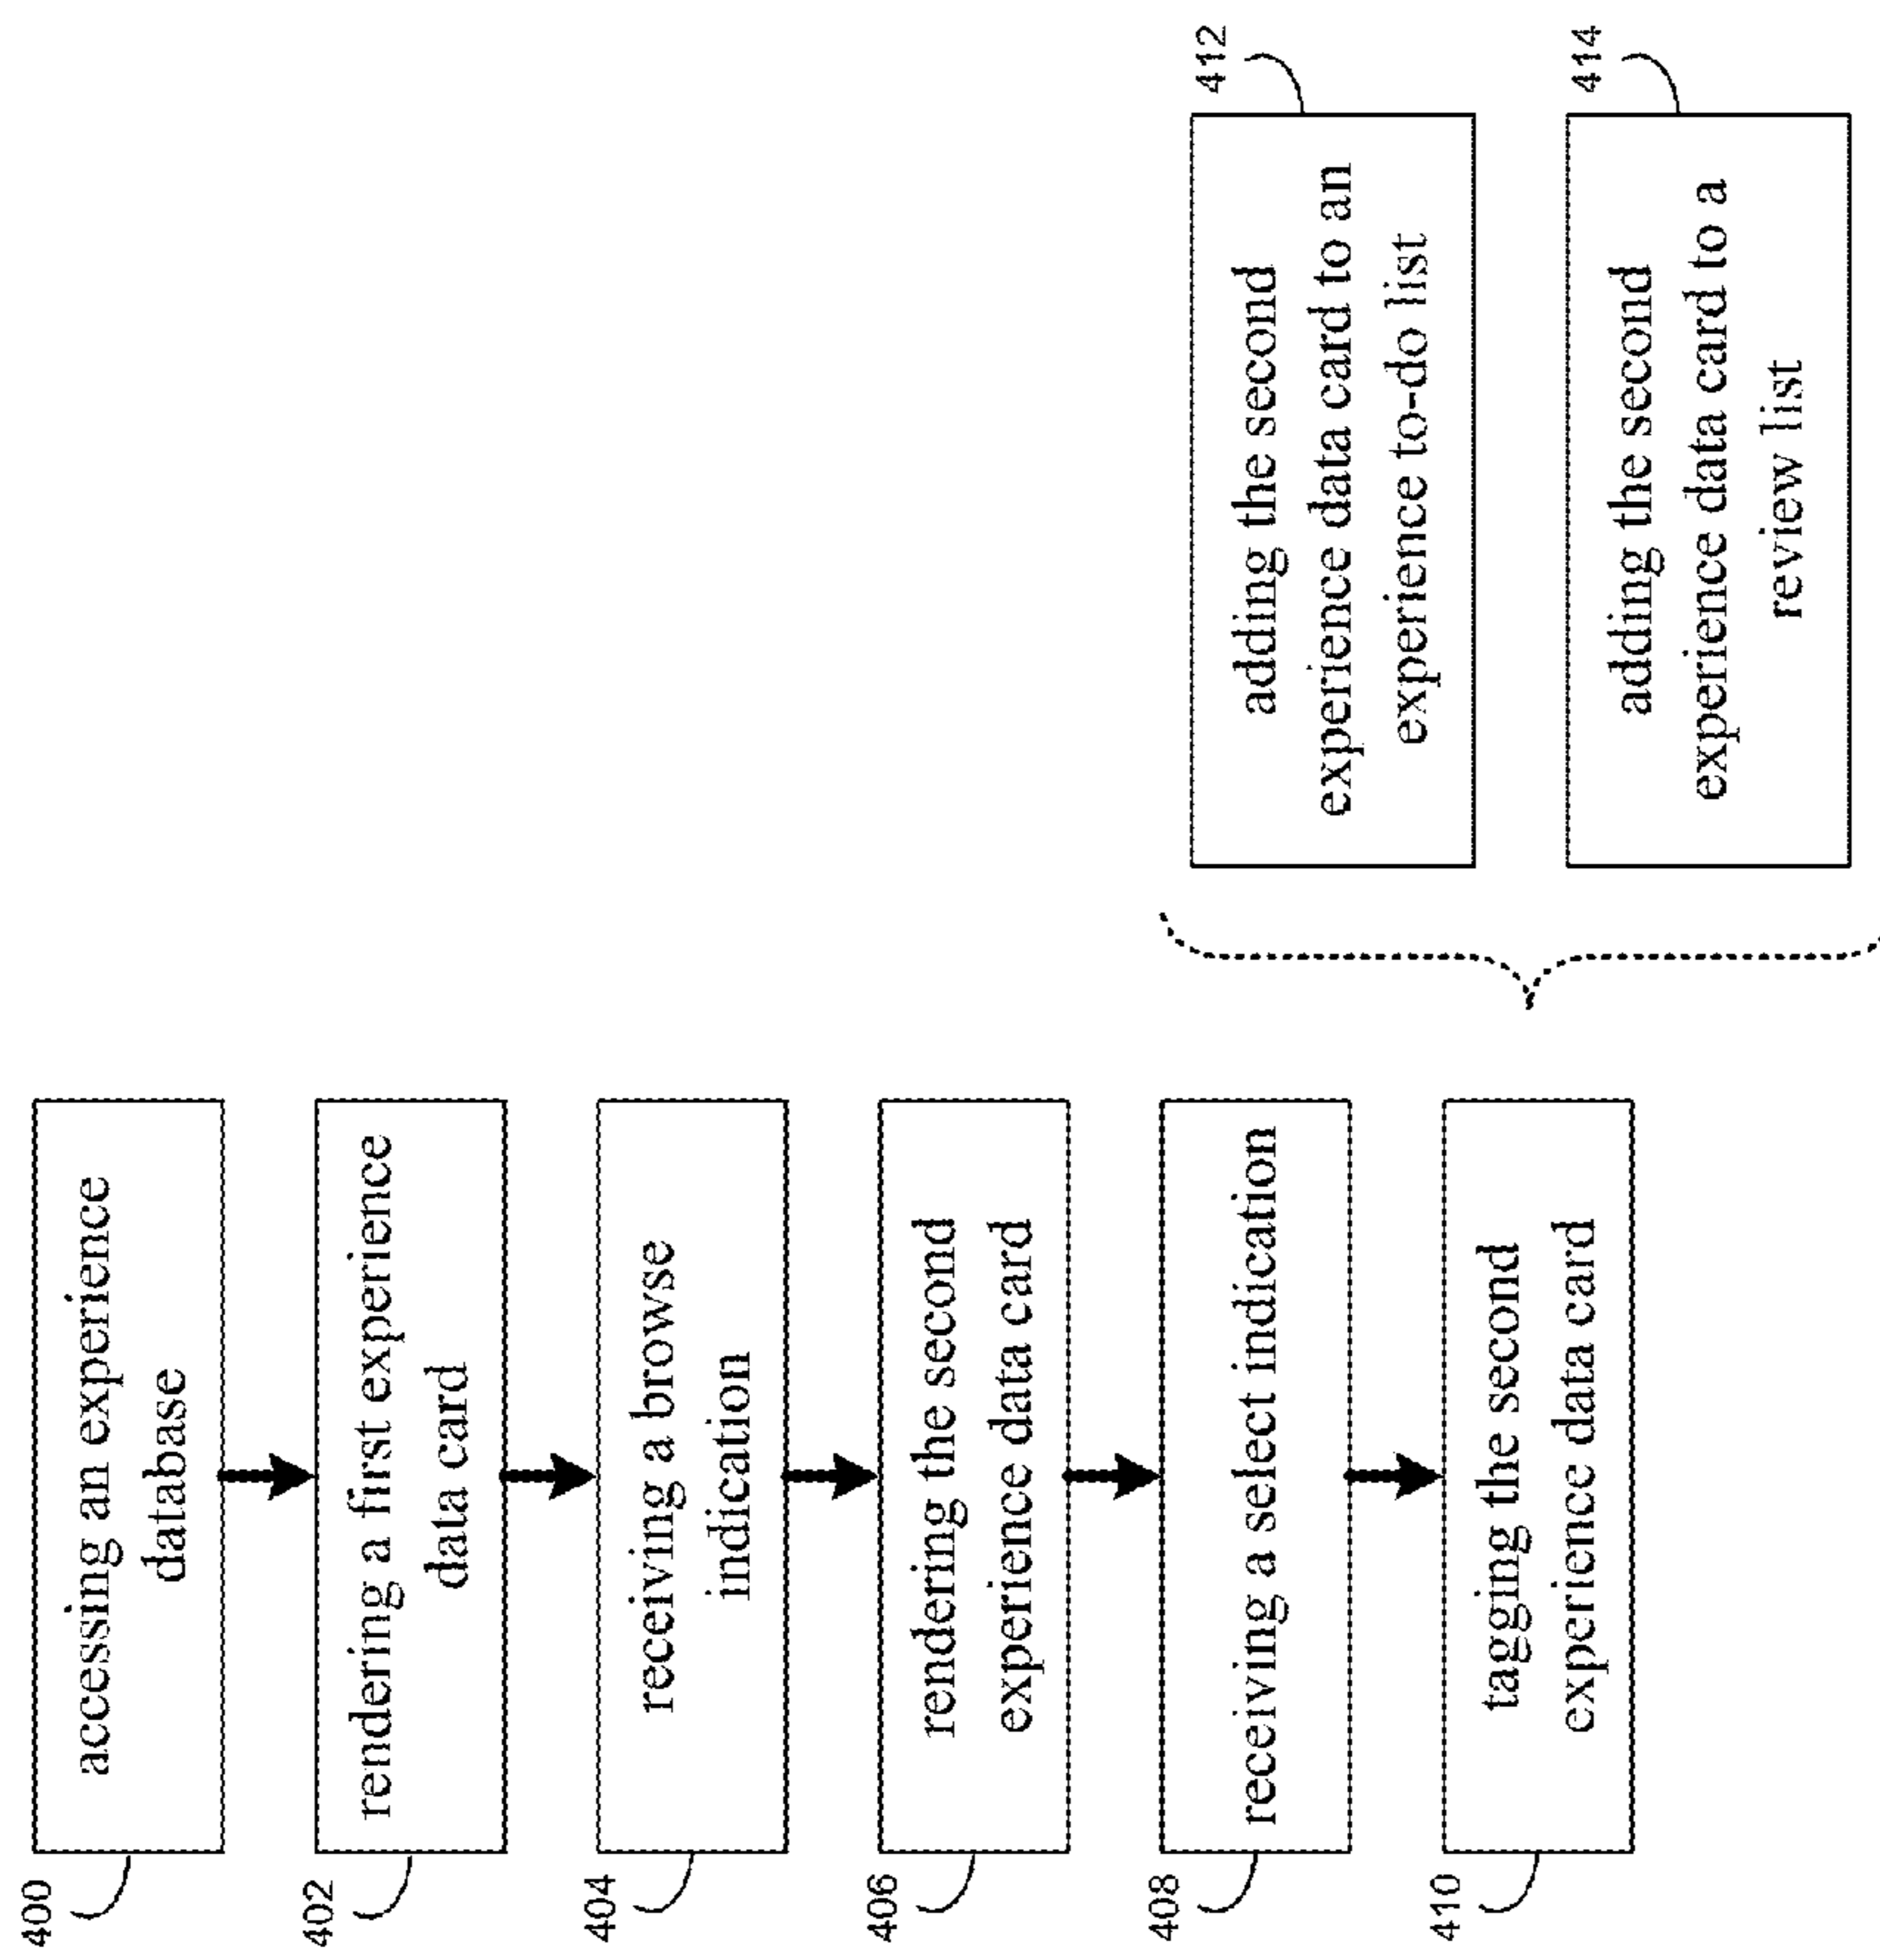 400
accessing an experience
database
402
rendering a first experience
data card
404
receiving a browse
indication
406
rendering the second
experience data card
408
receiving a select indication
410
tagging the second
experience data card
412
adding the second
experience data card to an
experience to-do list
414
adding the second
experience data card to a
review list